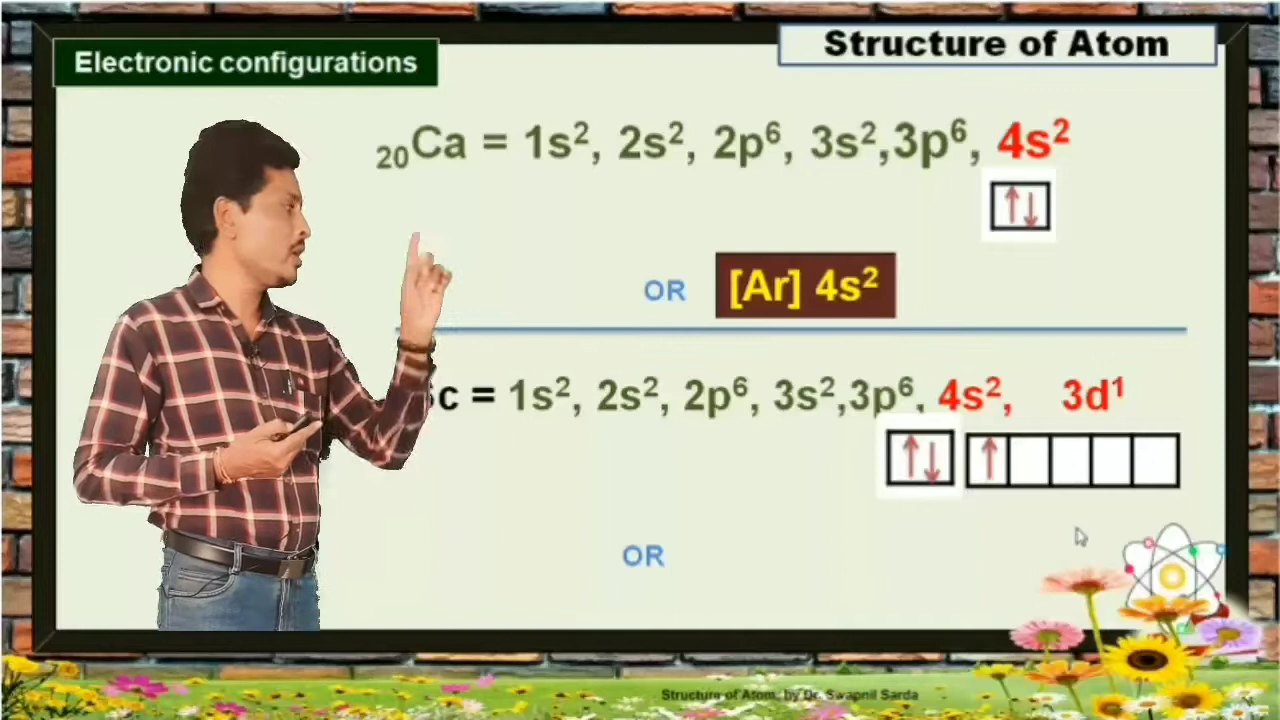 Structure of Atom
Electronic configurations
₂₀Ca = 1s², 2s², 2p⁶, 3s²,3p⁶, 4s²
OR [Ar] 4s²
c = 1s², 2s², 2p⁶, 3s²,3p⁶, 4s², 3d¹
OR
Structure of Atom. by Dr. Swapnil Sarda